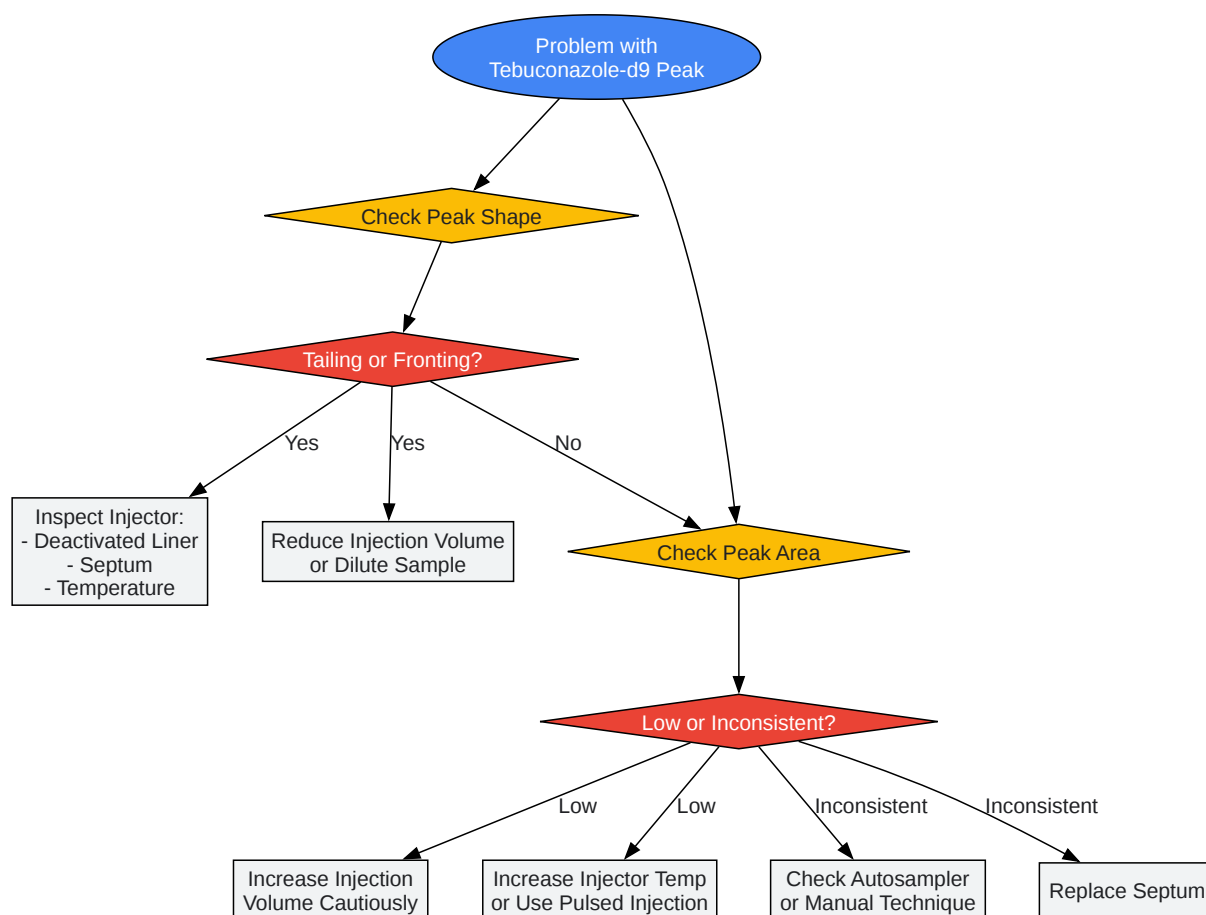 Problem with
Tebuconazole-d9 Peak
Check Peak Shape
Tailing or Fronting?
Yes
Yes
No
Inspect Injector:
- Deactivated Liner
- Septum
- Temperature
Reduce Injection Volume
or Dilute Sample
Check Peak Area
Low or Inconsistent?
Low
Low
Inconsistent
Inconsistent
Increase Injection
Volume Cautiously
Increase Injector Temp
or Use Pulsed Injection
Check Autosampler
or Manual Technique
Replace Septum